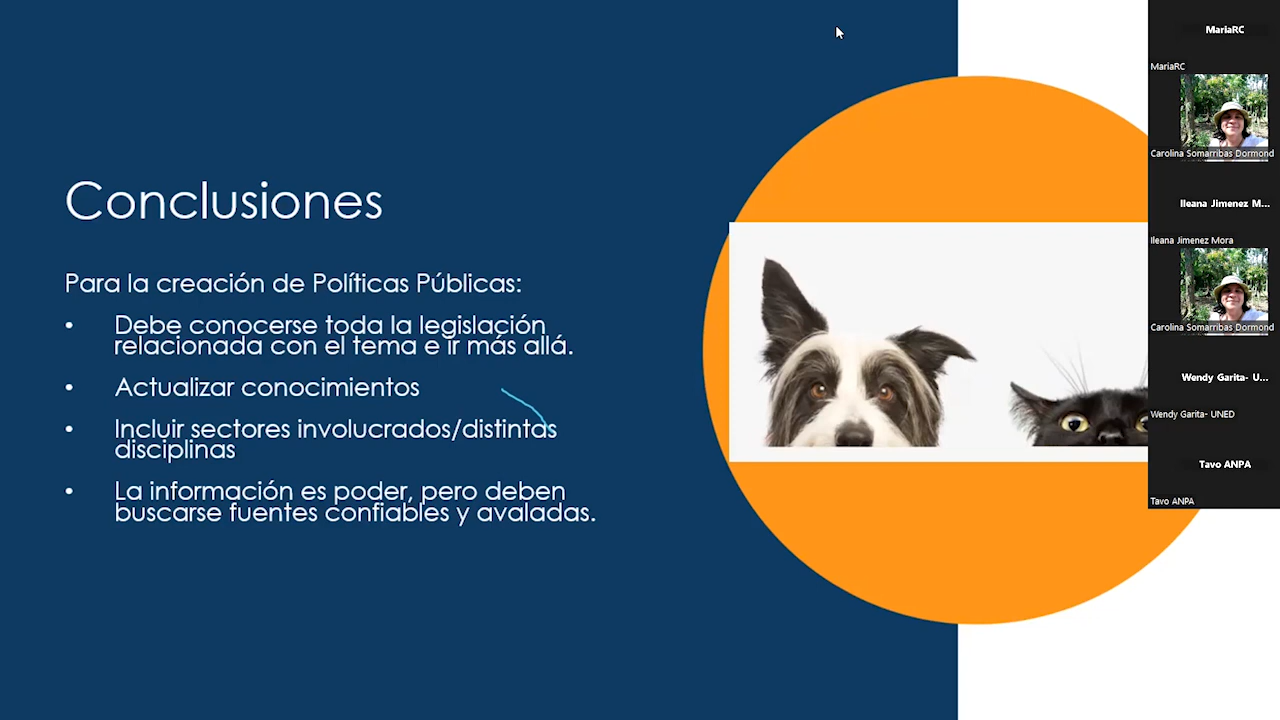 Conclusiones
Para la creación de Políticas Públicas:
• Debe conocerse toda la legislación
relacionada con el tema e ir más allá.
• Actualizar conocimientos
• Incluir sectores involucrados/distintas
disciplinas
• La información es poder, pero deben
buscarse fuentes confiables y avaladas.
MariaRC
MariaRC
Carolina Somarribas Dormond
Ileana Jimenez M...
Ileana Jimenez Mora
Carolina Somarribas Dormond
Wendy Garita- U...
Wendy Garita- UNED
Tavo ANPA
Tavo ANPA